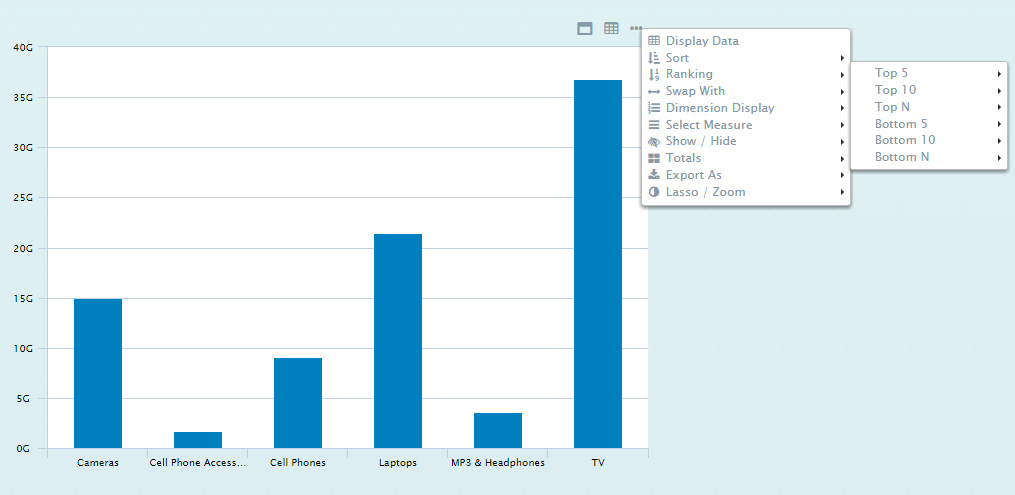 40G
35G
30G
25G
20G
15G
10G
5G
0G
Cameras
Cell Phone Access...
Cell Phones
Laptops
MP3 & Headphones
TV
Display Data
Sort
Ranking
Swap With
Dimension Display
Select Measure
Show / Hide
Totals
Export As
Lasso / Zoom
Top 5
Top 10
Top N
Bottom 5
Bottom 10
Bottom N